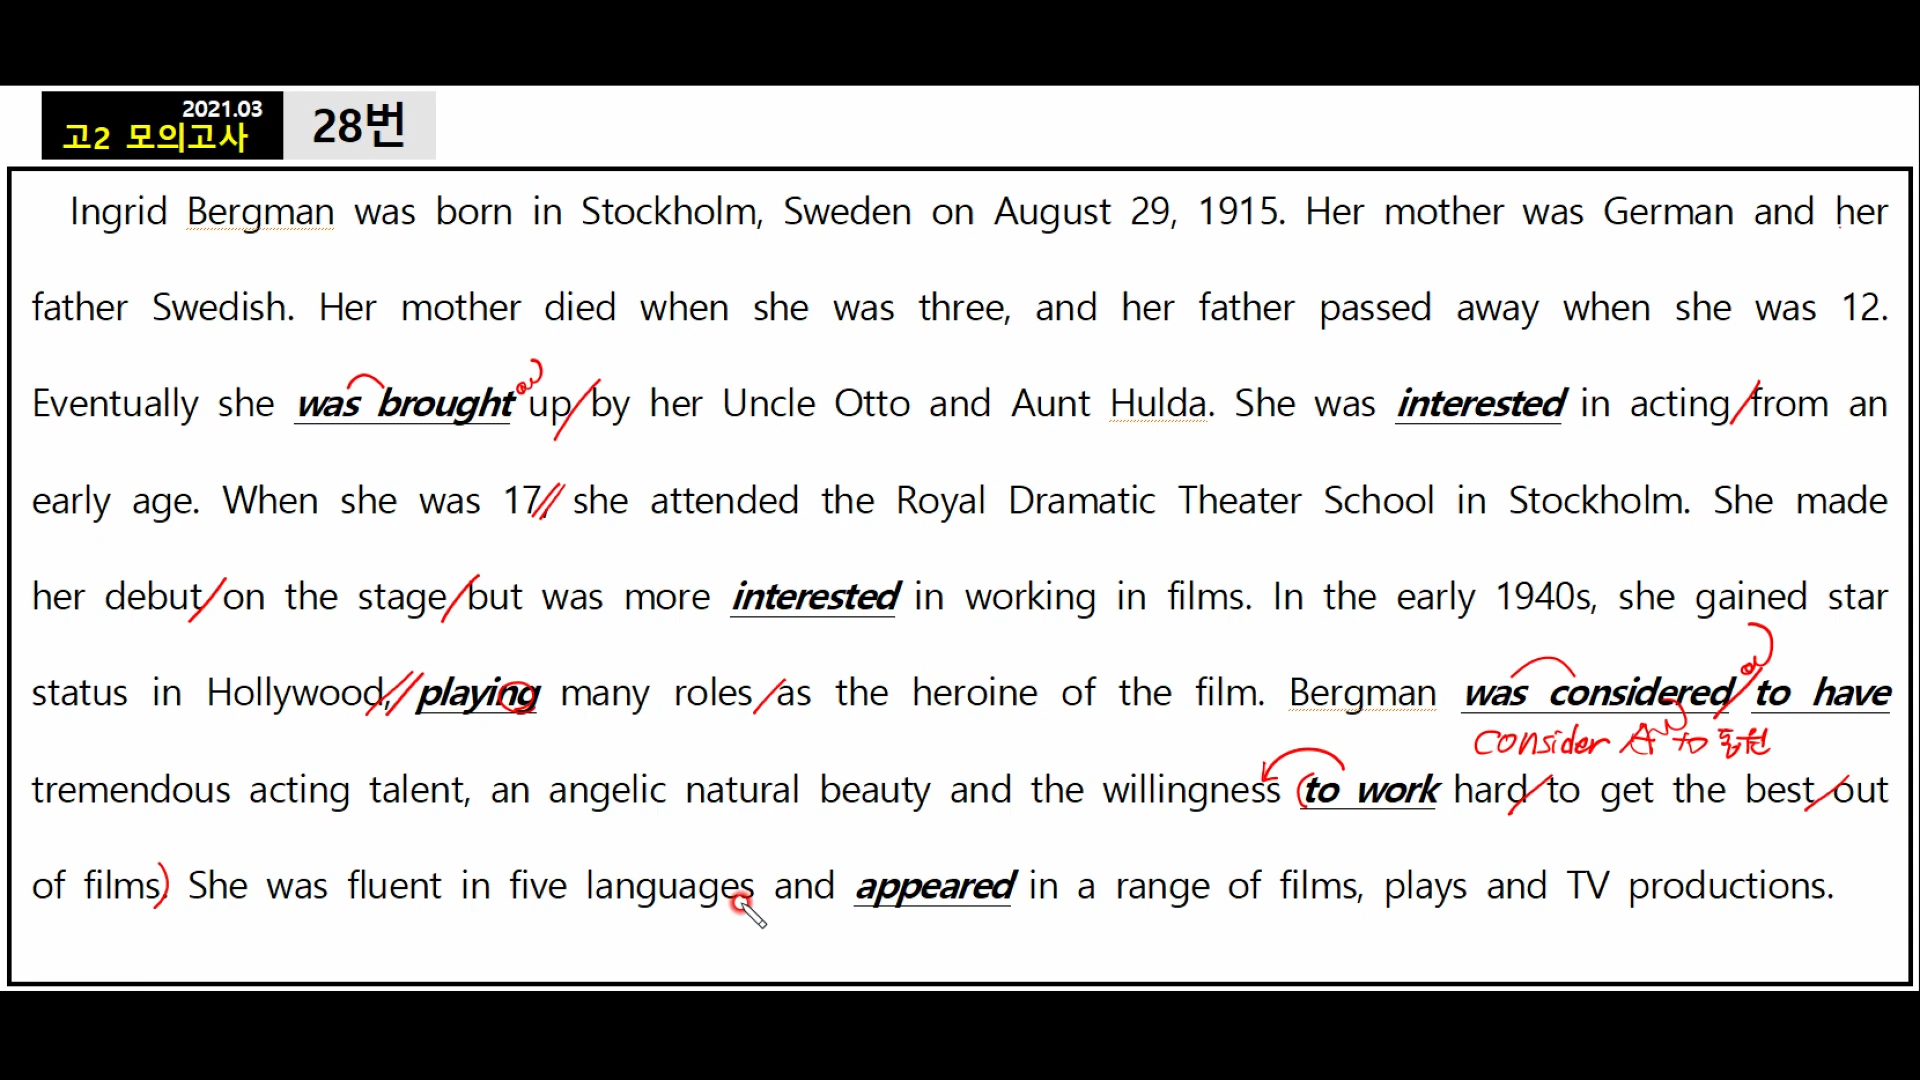 2021.03
고2 모의고사
28번
Ingrid Bergman was born in Stockholm, Sweden on August 29, 1915. Her mother was German and her
father Swedish. Her mother died when she was three, and her father passed away when she was 12.
Eventually she was brought up by her Uncle Otto and Aunt Hulda. She was interested in acting from an
early age. When she was 17, she attended the Royal Dramatic Theater School in Stockholm. She made
her debut on the stage but was more interested in working in films. In the early 1940s, she gained star
status in Hollywood, playing many roles as the heroine of the film. Bergman was considered to have
consider A to 동원
tremendous acting talent, an angelic natural beauty and the willingness to work hard to get the best out
of films. She was fluent in five languages and appeared in a range of films, plays and TV productions.